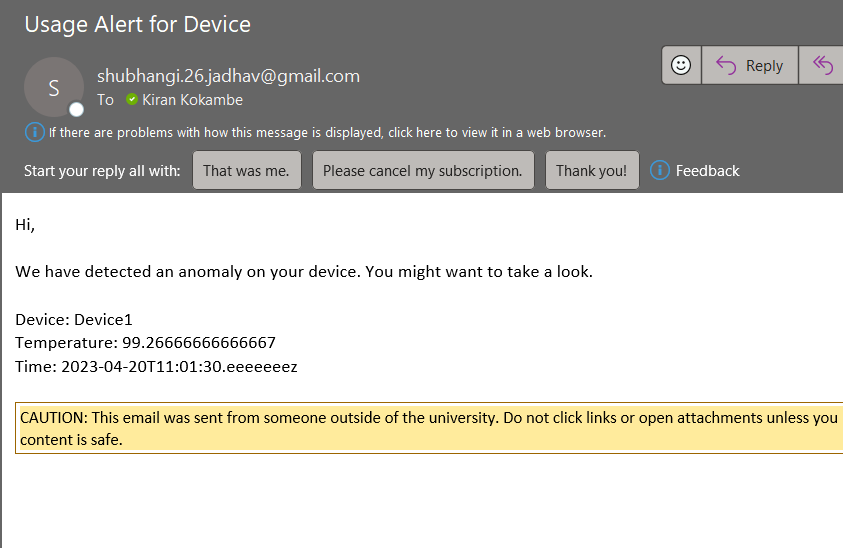 Usage Alert for Device
S
shubhangi.26.jadhav@gmail.com
To Kiran Kokambe
Reply
If there are problems with how this message is displayed, click here to view it in a web browser.
Start your reply all with: That was me. Please cancel my subscription. Thank you! Feedback
Hi,
We have detected an anomaly on your device. You might want to take a look.
Device: Device1
Temperature: 99.26666666666667
Time: 2023-04-20T11:01:30.eeeeeeez
CAUTION: This email was sent from someone outside of the university. Do not click links or open attachments unless you
content is safe.